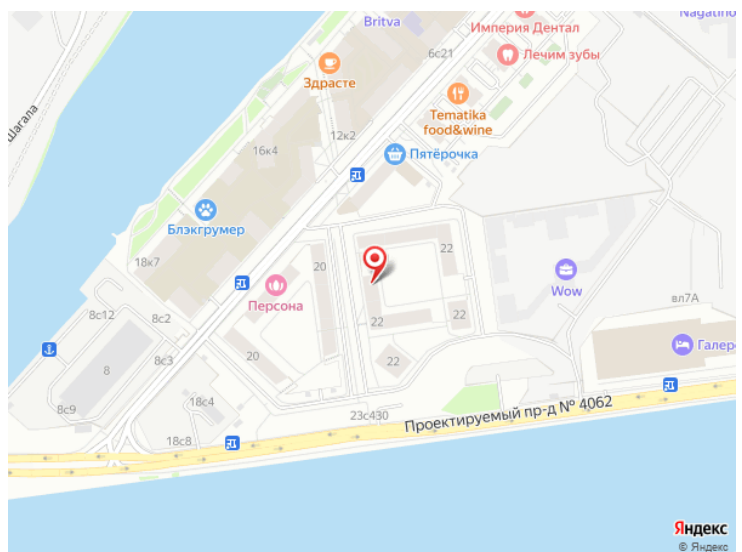 Britva
Nagatino
Империя Дентал
6с21
Лечим зубы
Здрасте
Tematika
food&wine
Шагала
12к2
16к4
Пятёрочка
Блэкгрумер
18к7
20
22
22
Персона
Wow
вл7А
8с12
8с2
22
22
8с3
20
22
8
Галере
8с9
18с4
23с430
Проектируемый пр-д № 4062
18с8
Яндекс
© Яндекс